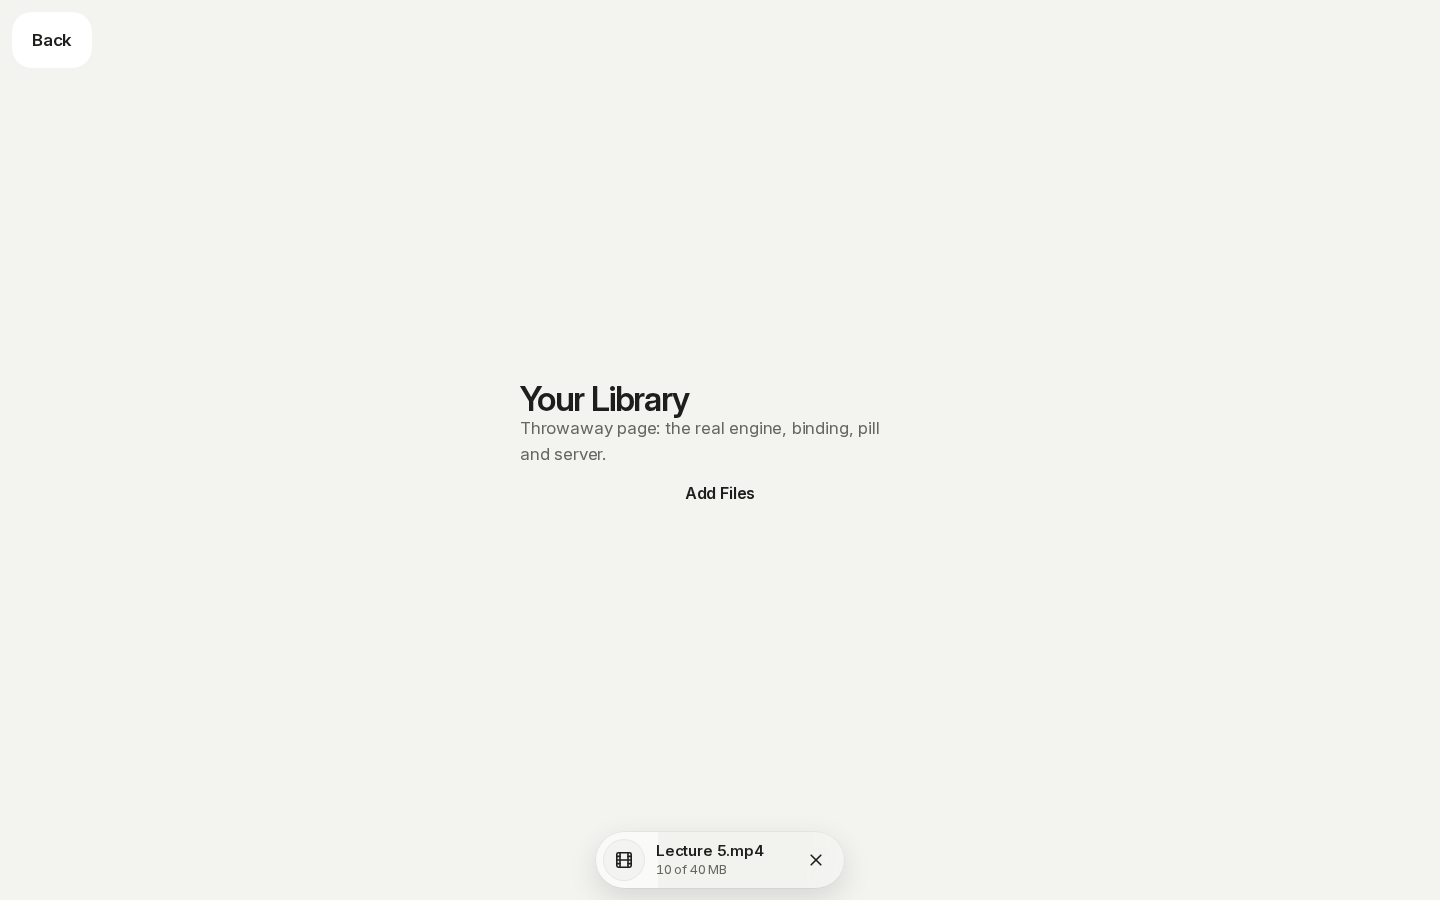 Back
Your Library
Throwaway page: the real engine, binding, pill
and server.
Add Files
Lecture 5.mp4
10 of 40 MB